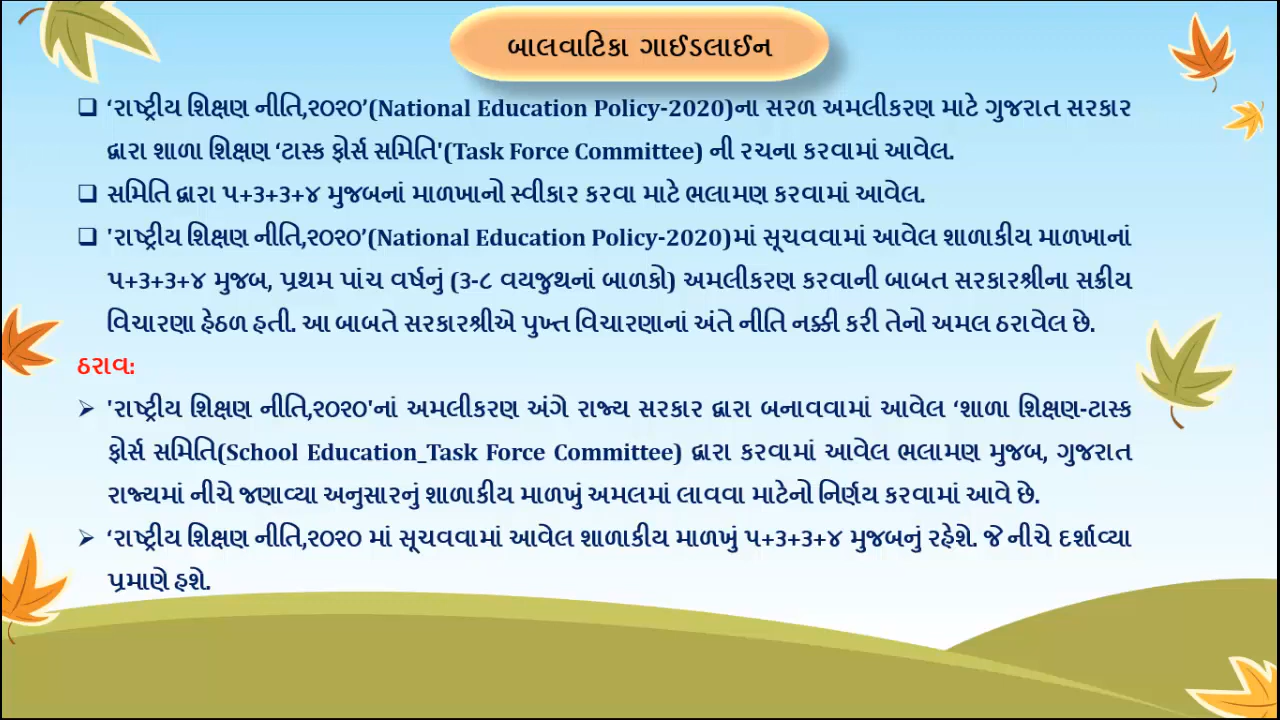 બાલવાટિકા ગાઈડલાઈન
❑ ‘રાષ્ટ્રીય શિક્ષણ નીતિ,૨૦૨૦’(National Education Policy-2020)ના સરળ અમલીકરણ માટે ગુજરાત સરકાર
દ્વારા શાળા શિક્ષણ ‘ટાસ્ક ફોર્સ સમિતિ'(Task Force Committee) ની રચના કરવામાં આવેલ.
❑ સમિતિ દ્વારા ૫+૩+૩+૪ મુજબનાં માળખાનો સ્વીકાર કરવા માટે ભલામણ કરવામાં આવેલ.
❑ 'રાષ્ટ્રીય શિક્ષણ નીતિ,૨૦૨૦’(National Education Policy-2020)માં સૂચવવામાં આવેલ શાળાકીય માળખાનાં
૫+૩+૩+૪ મુજબ, પ્રથમ પાંચ વર્ષનું (૩-૮ વયજુથનાં બાળકો) અમલીકરણ કરવાની બાબત સરકારશ્રીના સક્રીય
વિચારણા હેઠળ હતી. આ બાબતે સરકારશ્રીએ પુખ્ત વિચારણાનાં અંતે નીતિ નક્કી કરી તેનો અમલ ઠરાવેલ છે.
ઠરાવ:
➢ 'રાષ્ટ્રીય શિક્ષણ નીતિ,૨૦૨૦'નાં અમલીકરણ અંગે રાજ્ય સરકાર દ્વારા બનાવવામાં આવેલ ‘શાળા શિક્ષણ-ટાસ્ક
ફોર્સ સમિતિ(School Education_Task Force Committee) દ્વારા કરવામાં આવેલ ભલામણ મુજબ, ગુજરાત
રાજ્યમાં નીચે જણાવ્યા અનુસારનું શાળાકીય માળખું અમલમાં લાવવા માટેનો નિર્ણય કરવામાં આવે છે.
➢ ‘રાષ્ટ્રીય શિક્ષણ નીતિ,૨૦૨૦ માં સૂચવવામાં આવેલ શાળાકીય માળખું ૫+૩+૩+૪ મુજબનું રહેશે. જે નીચે દર્શાવ્યા
પ્રમાણે હશે.